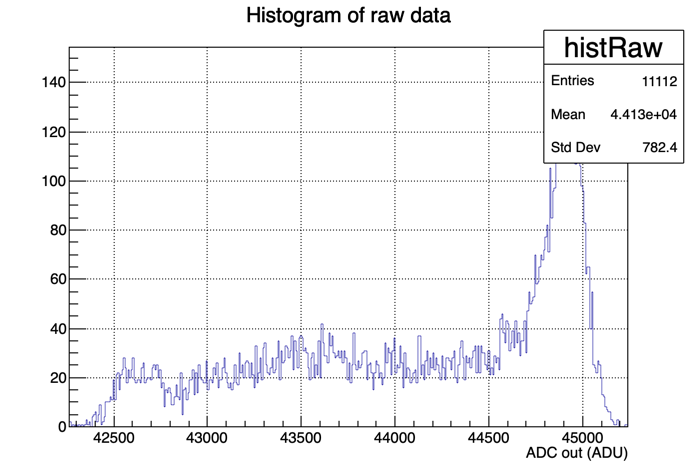 Histogram of raw data
histRaw
Entries 11112
Mean 4.413e+04
Std Dev 782.4
140
120
100
80
60
40
20
0
42500 43000 43500 44000 44500 45000
ADC out (ADU)